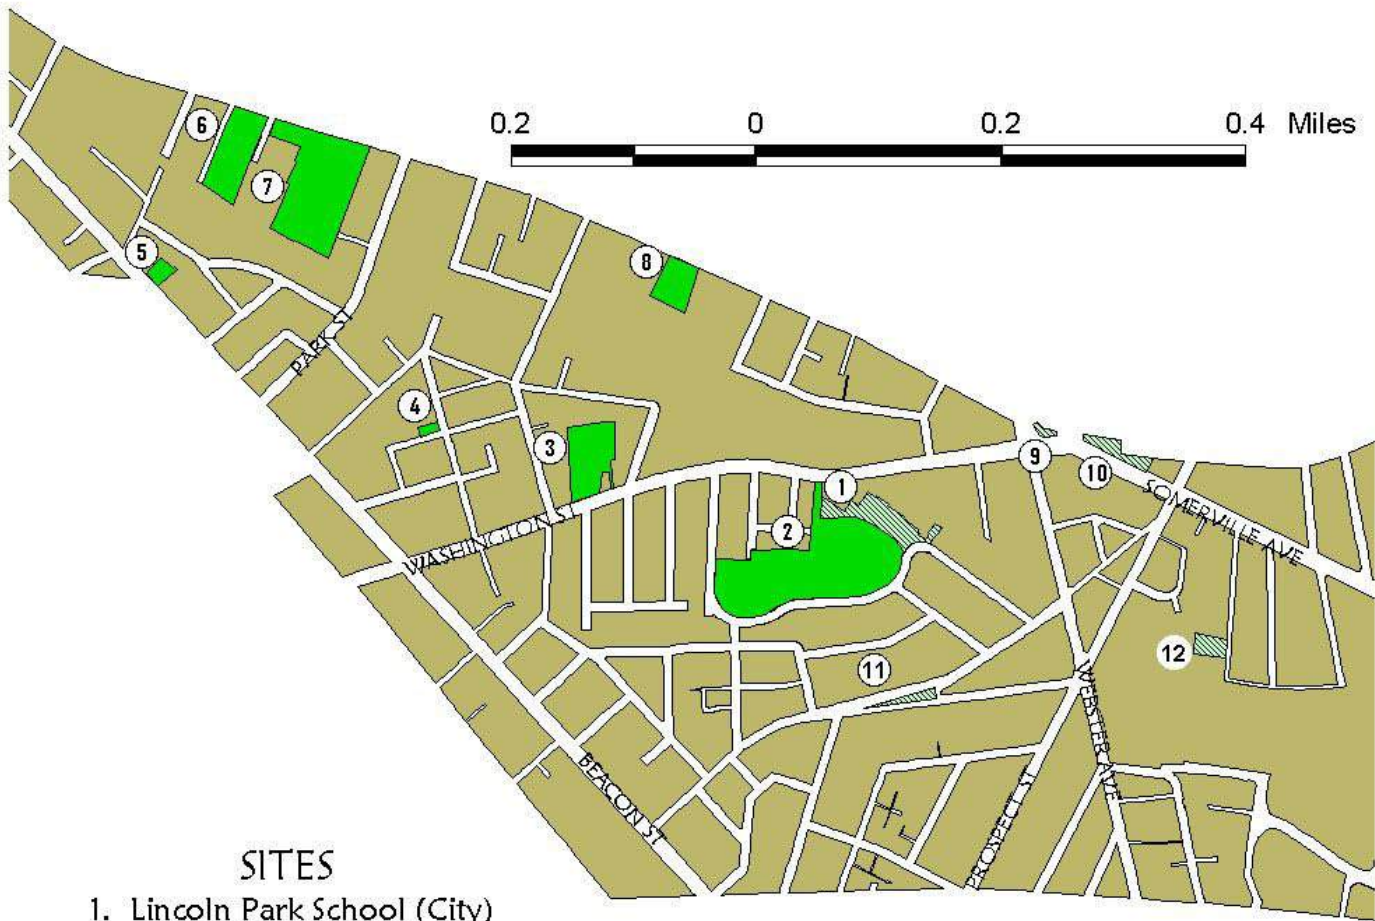 0.2 0 0.2 0.4 Miles
6
7
5
8
PARK ST
4
3
9
10
1
SOMERVILLE AVE
2
WASHINGTON ST
12
11
WEBSTER AVE
BEACON ST
PROSPECT ST
SITES
1. Lincoln Park School (City)